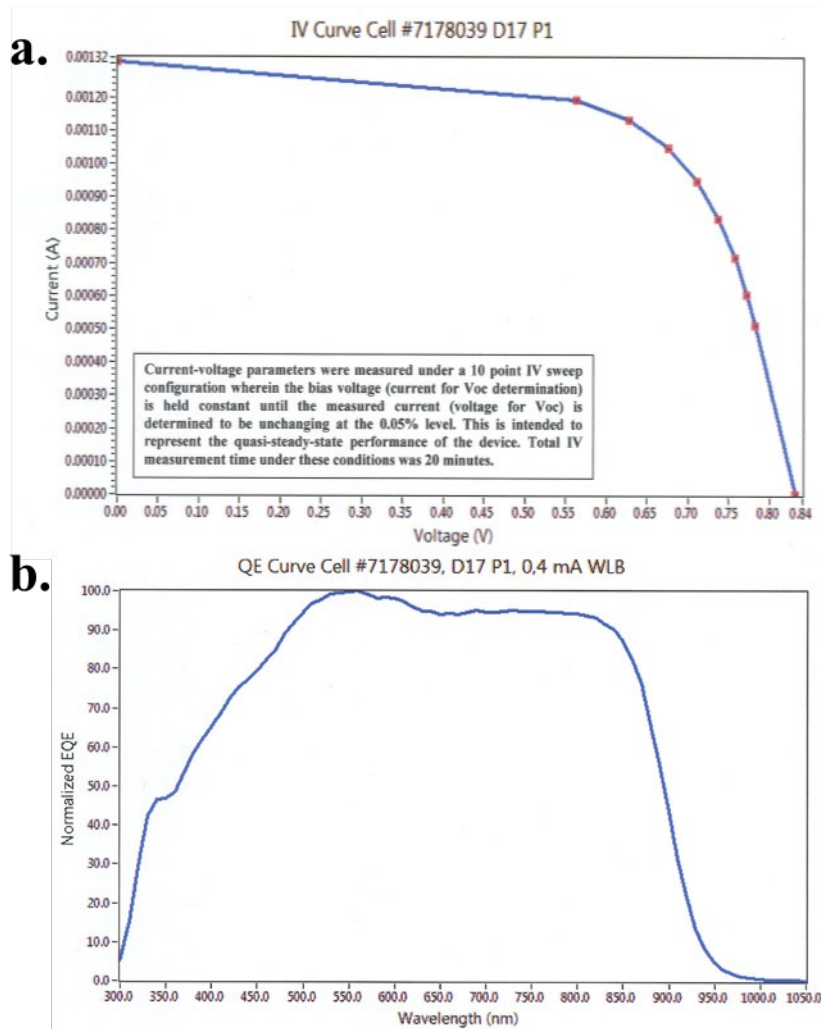 a.
IV Curve Cell #7178039 D17 P1
0.00132
0.00120
0.00110
0.00100
0.00090
0.00080
0.00070
0.00060
0.00050
0.00040
0.00030
0.00020
0.00010
0.00000
Current (A)
Current-voltage parameters were measured under a 10 point IV sweep
configuration wherein the bias voltage (current for Voc determination)
is held constant until the measured current (voltage for Voc) is
determined to be unchanging at the 0.05% level. This is intended to
represent the quasi-steady-state performance of the device. Total IV
measurement time under these conditions was 20 minutes.
0.00 0.05 0.10 0.15 0.20 0.25 0.30 0.35 0.40 0.45 0.50 0.55 0.60 0.65 0.70 0.75 0.80 0.84
Voltage (V)
b.
QE Curve Cell #7178039, D17 P1, 0,4 mA WLB
100.0
90.0
80.0
70.0
60.0
50.0
40.0
30.0
20.0
10.0
0.0
Normalized EQE
300.0 350.0 400.0 450.0 500.0 550.0 600.0 650.0 700.0 750.0 800.0 850.0 900.0 950.0 1000.0 1050.0
Wavelength (nm)